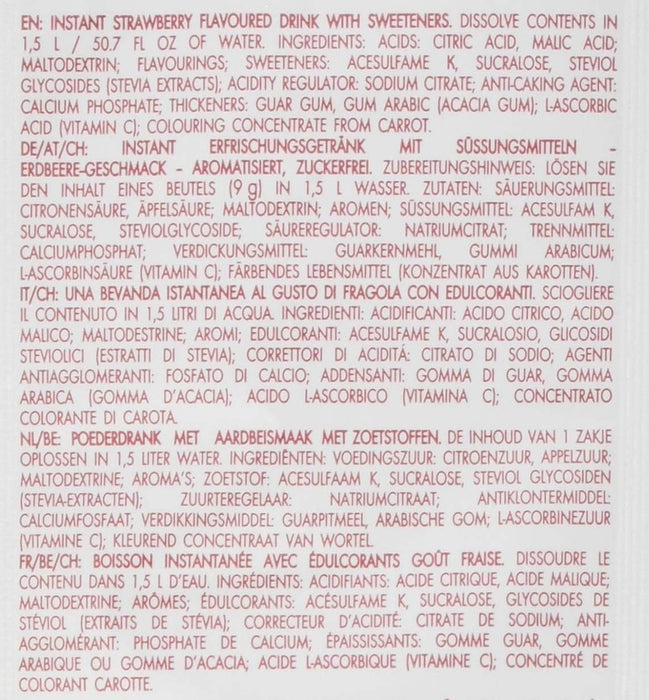 EN: INSTANT STRAWBERRY FLAVOURED DRINK WITH SWEETENERS. DISSOLVE CONTENTS IN
1,5 L / 50.7 FL OZ OF WATER. INGREDIENTS: ACIDS: CITRIC ACID, MALIC ACID;
MALTODEXTRIN; FLAVOURINGS; SWEETENERS: ACESULFAME K, SUCRALOSE, STEVIOL
GLYCOSIDES (STEVIA EXTRACTS); ACIDITY REGULATOR: SODIUM CITRATE; ANTI-CAKING AGENT:
CALCIUM PHOSPHATE; THICKENERS: GUAR GUM, GUM ARABIC (ACACIA GUM); L-ASCORBIC
ACID (VITAMIN C); COLOURING CONCENTRATE FROM CARROT.
DE/AT/CH: INSTANT ERFRISCHUNGSGETRÄNK MIT SÜSSUNGSMITTELN -
ERDBEERE-GESCHMACK - AROMATISIERT, ZUCKERFREI. ZUBEREITUNGSHINWEIS: LÖSEN SIE
DEN INHALT EINES BEUTELS (9 g) IN 1,5 L WASSER. ZUTATEN: SÄUERUNGSMITTEL:
CITRONENSÄURE, ÄPFELSÄURE; MALTODEXTRIN; AROMEN; SÜSSUNGSMITTEL: ACESULFAM K,
SUCRALOSE, STEVIOLGLYCOSIDE; SÄUREREGULATOR: NATRIUMCITRAT; TRENNMITTEL:
CALCIUMPHOSPHAT; VERDICKUNGSMITTEL: GUARKERNMEHL, GUMMI ARABICUM;
L-ASCORBINSÄURE (VITAMIN C); FÄRBENDES LEBENSMITTEL (KONZENTRAT AUS KAROTTEN).
IT/CH: UNA BEVANDA ISTANTANEA AL GUSTO DI FRAGOLA CON EDULCORANTI. SCIOGLIERE
IL CONTENUTO IN 1,5 LITRI DI ACQUA. INGREDIENTI: ACIDIFICANTI: ACIDO CITRICO, ACIDO
MALICO; MALTODESTRINE; AROMI; EDULCORANTI: ACESULFAME K, SUCRALOSIO, GLICOSIDI
STEVIOLICI (ESTRATTI DI STEVIA); CORRETTORI DI ACIDITÁ: CITRATO DI SODIO; AGENTI
ANTIAGGLOMERANTI: FOSFATO DI CALCIO; ADDENSANTI: GOMMA DI GUAR, GOMMA
ARABICA (GOMMA D'ACACIA); ACIDO L-ASCORBICO (VITAMINA C); CONCENTRATO
COLORANTE DI CAROTA.
NL/BE: POEDERDRANK MET AARDBEISMAAK MET ZOETSTOFFEN. DE INHOUD VAN 1 ZAKJE
OPLOSSEN IN 1,5 LITER WATER. INGREDIËNTEN: VOEDINGSZUUR: CITROENZUUR, APPELZUUR;
MALTODEXTRINE; AROMA'S; ZOETSTOF: ACESULFAAM K, SUCRALOSE, STEVIOL GLYCOSIDEN
(STEVIA-EXTRACTEN); ZUURTEREGELAAR: NATRIUMCITRAAT; ANTIKLONTERMIDDEL:
CALCIUMFOSFAAT; VERDIKKINGSMIDDEL: GUARPITMEEL, ARABISCHE GOM; L-ASCORBINEZUUR
(VITAMINE C); KLEUREND CONCENTRAAT VAN WORTEL.
FR/BE/CH: BOISSON INSTANTANÉE AVEC ÉDULCORANTS GOÛT FRAISE. DISSOUDRE LE
CONTENU DANS 1,5 L D'EAU. INGRÉDIENTS: ACIDIFIANTS: ACIDE CITRIQUE, ACIDE MALIQUE;
MALTODEXTRINE; ARÔMES; ÉDULCORANTS: ACÉSULFAME K, SUCRALOSE, GLYCOSIDES DE
STÉVIOL (EXTRAITS DE STÉVIA); CORRECTEUR D'ACIDITÉ: CITRATE DE SODIUM; ANTI-
AGGLOMÉRANT: PHOSPHATE DE CALCIUM; ÉPAISSISSANTS: GOMME GUAR, GOMME
ARABIQUE OU GOMME D'ACACIA; ACIDE L-ASCORBIQUE (VITAMINE C); CONCENTRÉ DE
COLORANT CAROTTE.